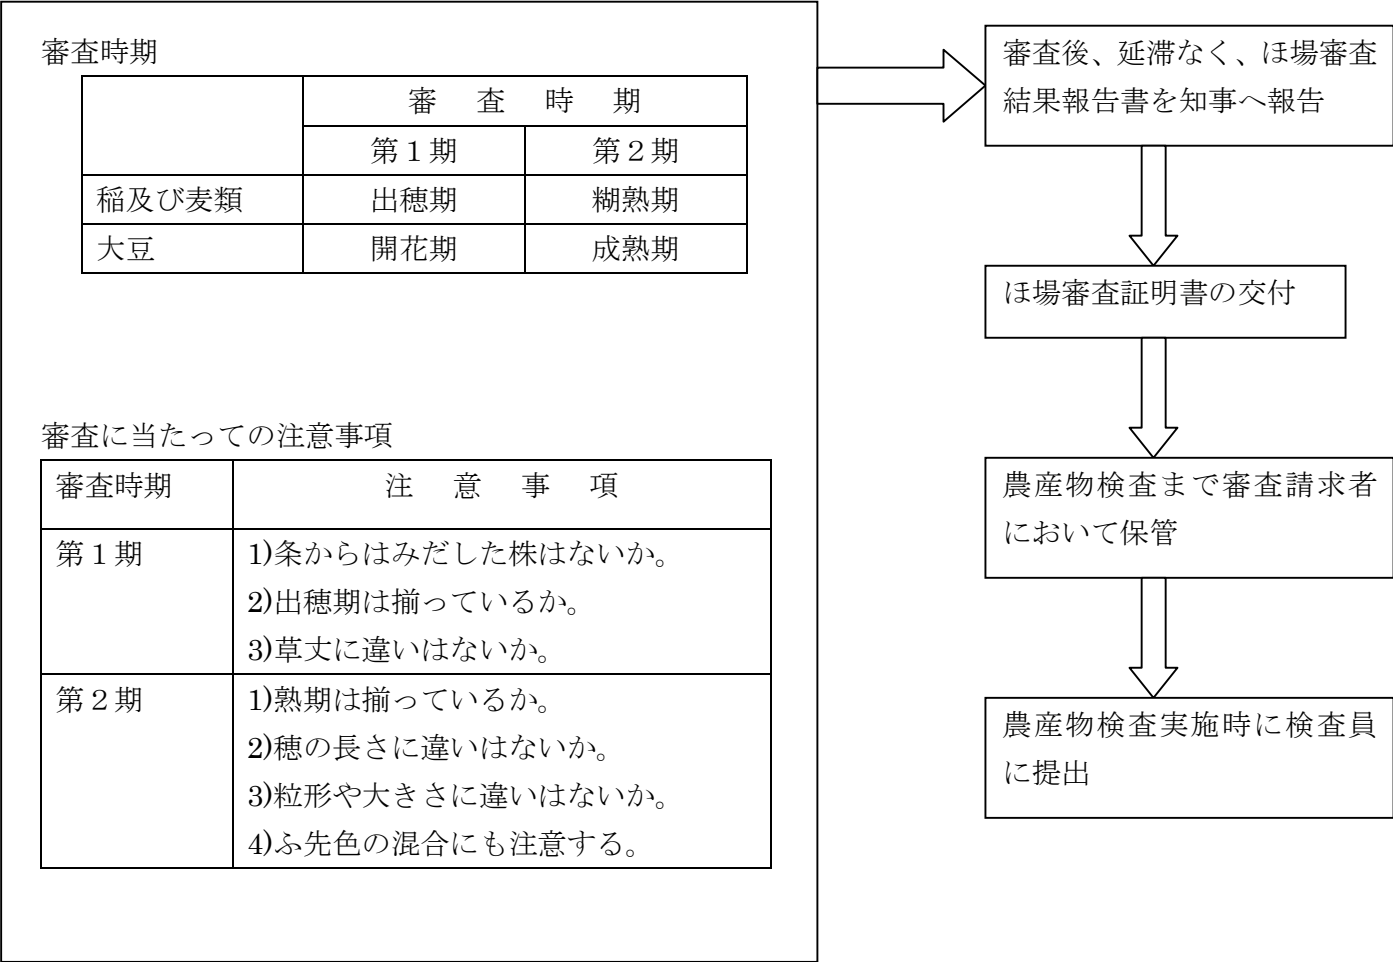 審査時期
審　査　時　期
第１期　第２期
稲及び麦類　出穂期　糊熟期
大豆　開花期　成熟期
審査に当たっての注意事項
審査時期　注　意　事　項
第１期　1)条からはみだした株はないか。
2)出穂期は揃っているか。
3)草丈に違いはないか。
第２期　1)熟期は揃っているか。
2)穂の長さに違いはないか。
3)粒形や大きさに違いはないか。
4)ふ先色の混合にも注意する。
審査後、延滞なく、ほ場審査
結果報告書を知事へ報告
ほ場審査証明書の交付
農産物検査まで審査請求者
において保管
農産物検査実施時に検査員
に提出